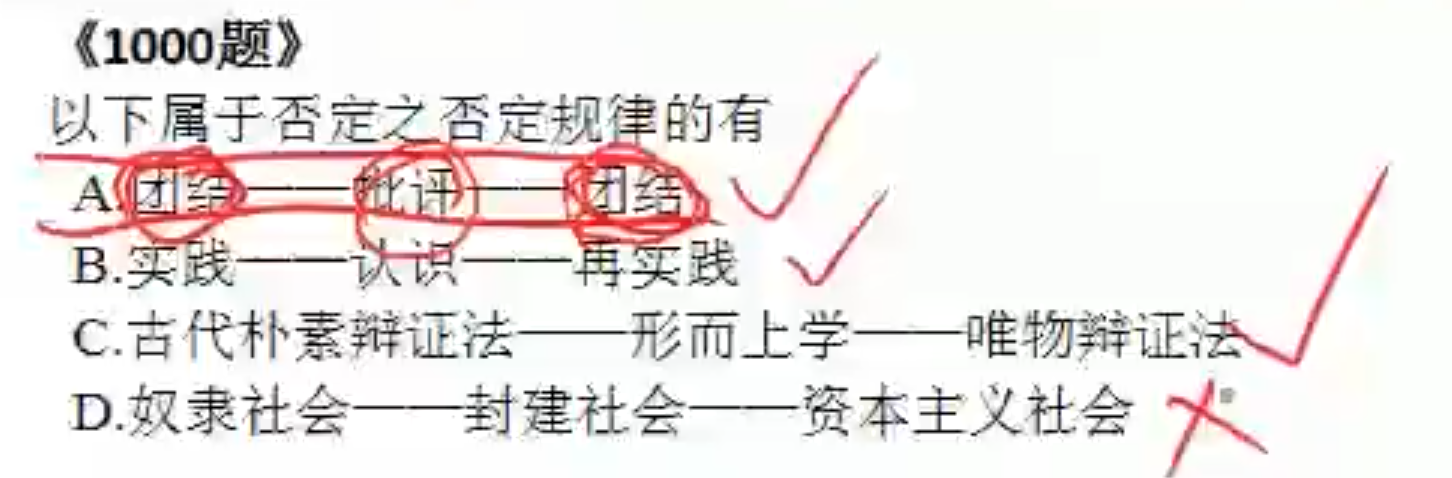 《1000题》
以下属于否定之否定规律的有
A.团结——批评——团结
B.实践——认识——再实践
C.古代朴素辩证法——形而上学——唯物辩证法
D.奴隶社会——封建社会——资本主义社会